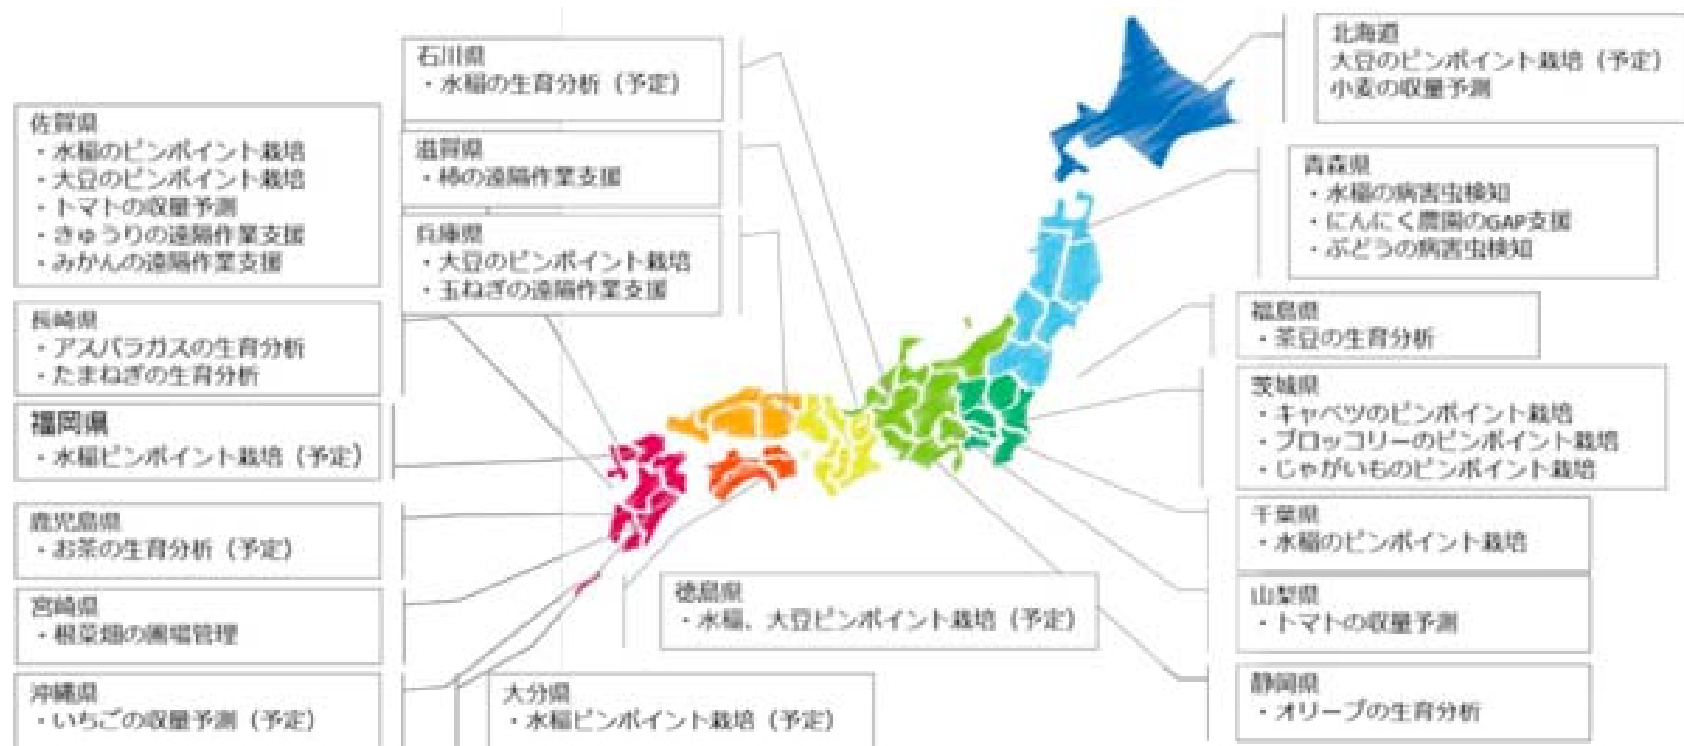 石川県
・水稲の生育分析（予定）
北海道
大豆のピンポイント栽培（予定）
小麦の収量予測
佐賀県
・水稲のピンポイント栽培
・大豆のピンポイント栽培
・トマトの収量予測
・きゅうりの遠隔作業支援
・みかんの遠隔作業支援
滋賀県
・柿の遠隔作業支援
青森県
・水稲の病害虫検知
・にんにく農園のGAP支援
・ぶどうの病害虫検知
兵庫県
・大豆のピンポイント栽培
・玉ねぎの遠隔作業支援
長崎県
・アスパラガスの生育分析
・たまねぎの生育分析
福島県
・茶豆の生育分析
茨城県
・キャベツのピンポイント栽培
・ブロッコリーのピンポイント栽培
・じゃがいものピンポイント栽培
福岡県
・水稲ピンポイント栽培（予定）
鹿児島県
・お茶の生育分析（予定）
千葉県
・水稲のピンポイント栽培
宮崎県
・根菜畑の圃場管理
徳島県
・水稲、大豆ピンポイント栽培（予定）
山梨県
・トマトの収量予測
沖縄県
・いちごの収量予測（予定）
大分県
・水稲ピンポイント栽培（予定）
静岡県
・オリーブの生育分析